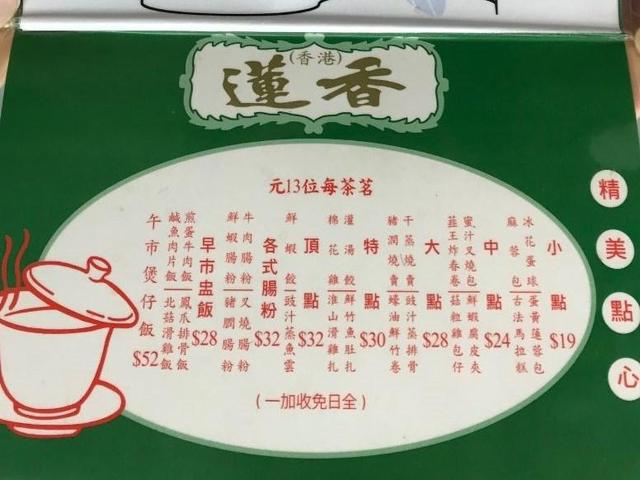 (香港)
蓮香
茗茶每位13元
小點 $19
冰花蛋球 蛋黃蓮蓉包
麻蓉包 古法馬拉糕
中點 $24
蜜汁叉燒包 鮮蝦腐皮夾
韮王炸春卷 菇粒雞包仔
大點 $28
干蒸燒賣 豉汁蒸排骨
豬潤燒賣 蠔油鮮竹卷
特點 $30
灌湯餃 鮮竹魚肚扎
棉花雞 淮山滑雞扎
頂點 $32
鮮蝦餃 豉汁蒸魚雲
各式腸粉 $32
牛肉腸粉 叉燒腸粉
鮮蝦腸粉 豬膶腸粉
早市盅飯 $28
煎蛋牛肉飯 鳳爪排骨飯
鹹魚肉片飯 北菇滑雞飯
午市煲仔飯 $52
(全日免收加一)
精美點心